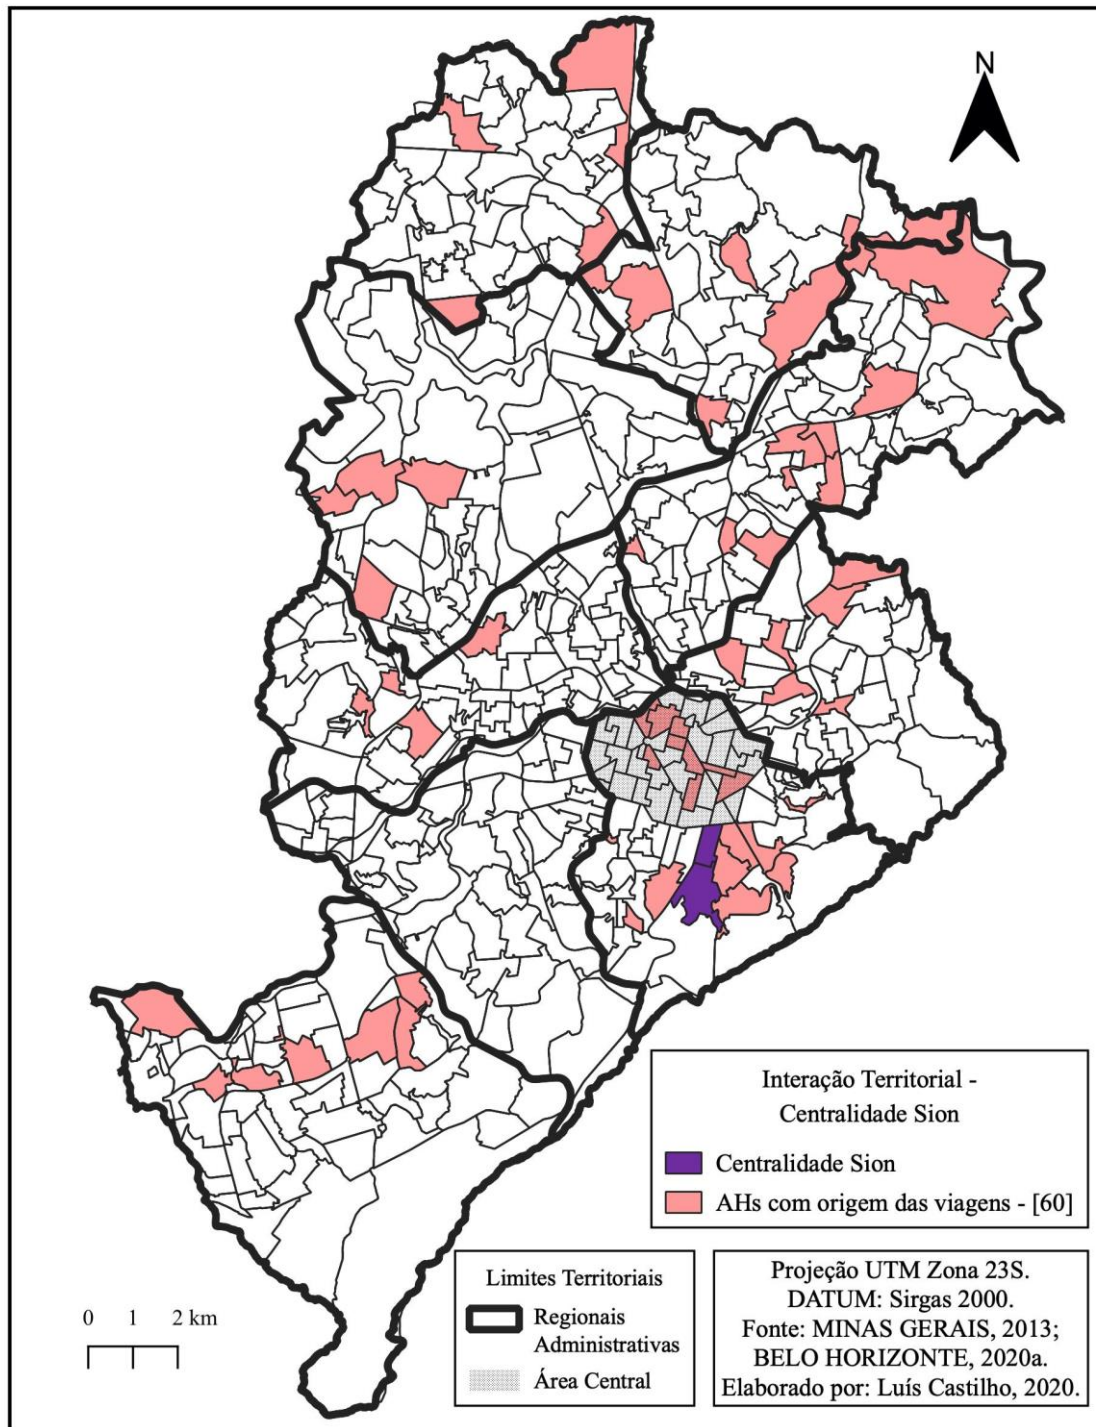 N
Interação Territorial -
Centralidade Sion
Centralidade Sion
AHs com origem das viagens - [60]
Limites Territoriais
Regionais
Administrativas
Área Central
Projeção UTM Zona 23S.
DATUM: Sirgas 2000.
Fonte: MINAS GERAIS, 2013;
BELO HORIZONTE, 2020a.
Elaborado por: Luís Castilho, 2020.
0 1 2 km